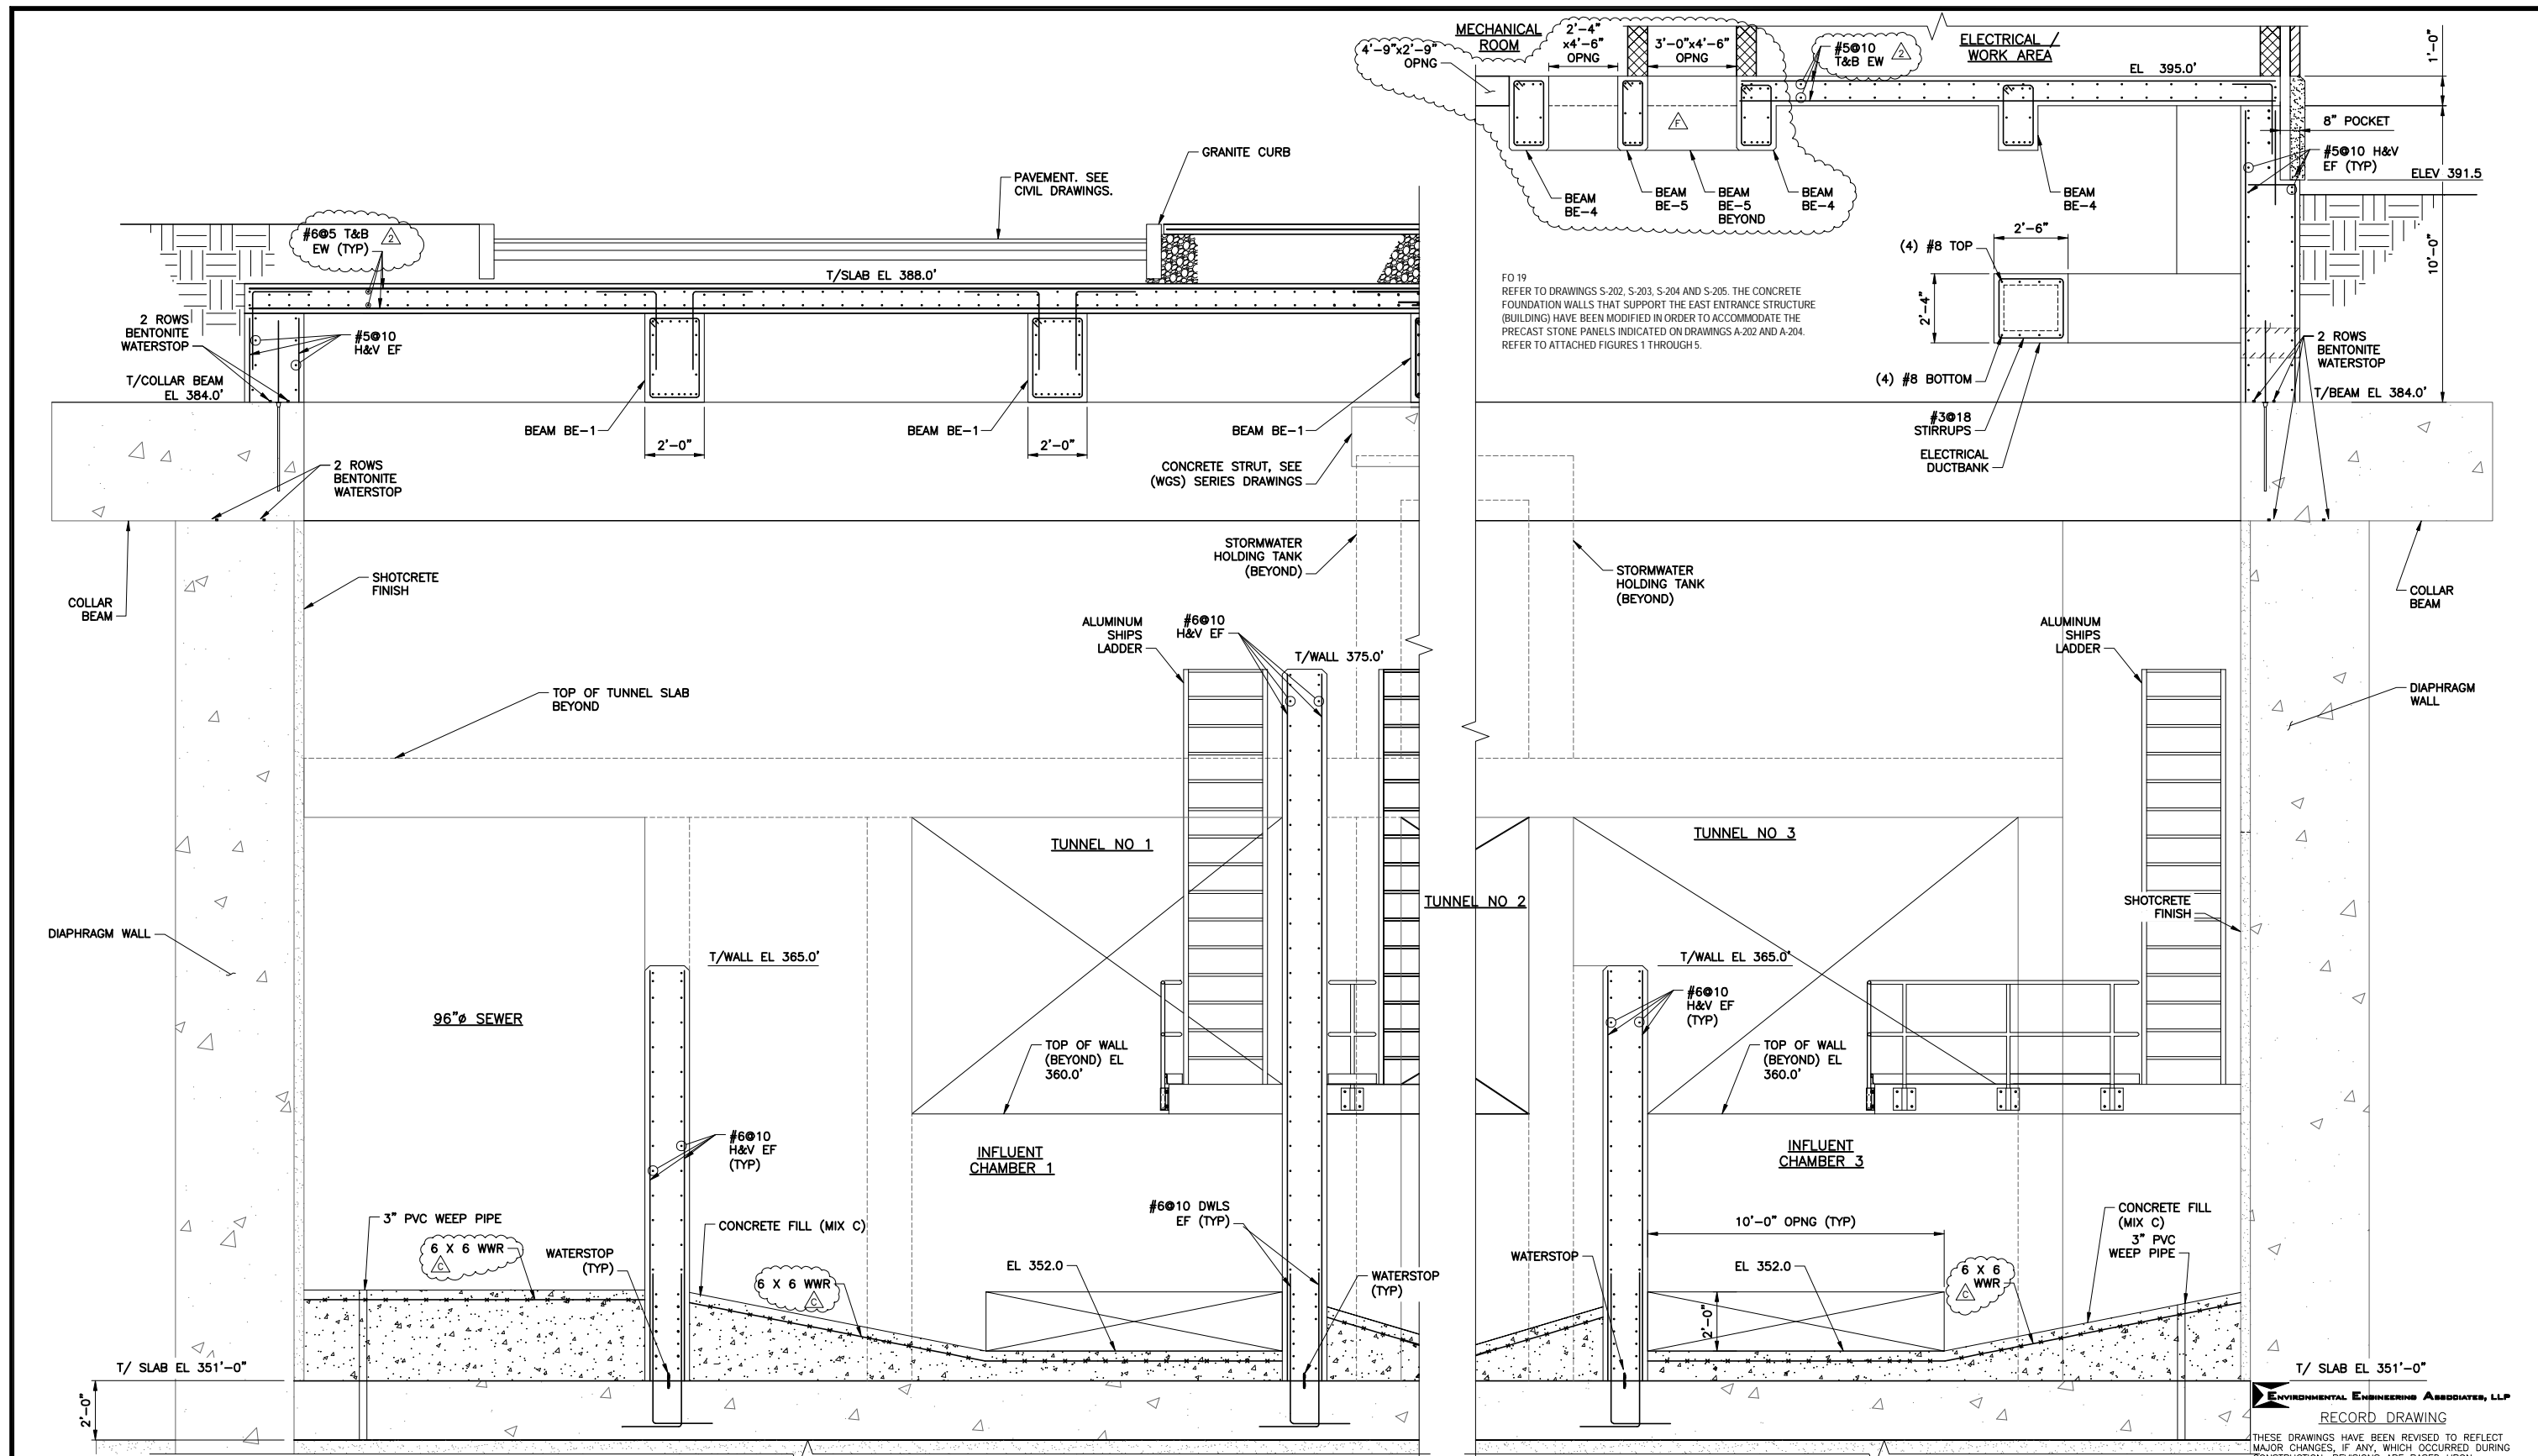 MECHANICAL
ROOM
4'-9"x2'-9"
OPNG
2'-4"
x4'-6"
OPNG
3'-0"x4'-6"
OPNG
#5@10
T&B EW
2
ELECTRICAL /
WORK AREA
EL 395.0'
1'-0"
8" POCKET
#5@10 H&V
EF (TYP)
ELEV 391.5
10'-0"
F
BEAM
BE-4
BEAM
BE-5
BEAM
BE-5
BEYOND
BEAM
BE-4
BEAM
BE-4
GRANITE CURB
PAVEMENT. SEE
CIVIL DRAWINGS.
#6@5 T&B
EW (TYP)
2
T/SLAB EL 388.0'
2 ROWS
BENTONITE
WATERSTOP
#5@10
H&V EF
T/COLLAR BEAM
EL 384.0'
BEAM BE-1
2'-0"
BEAM BE-1
2'-0"
BEAM BE-1
2 ROWS
BENTONITE
WATERSTOP
CONCRETE STRUT, SEE
(WGS) SERIES DRAWINGS
FO 19
REFER TO DRAWINGS S-202, S-203, S-204 AND S-205. THE CONCRETE
FOUNDATION WALLS THAT SUPPORT THE EAST ENTRANCE STRUCTURE
(BUILDING) HAVE BEEN MODIFIED IN ORDER TO ACCOMMODATE THE
PRECAST STONE PANELS INDICATED ON DRAWINGS A-202 AND A-204.
REFER TO ATTACHED FIGURES 1 THROUGH 5.
2'-6"
(4) #8 TOP
2'-4"
(4) #8 BOTTOM
#3@18
STIRRUPS
ELECTRICAL
DUCTBANK
2 ROWS
BENTONITE
WATERSTOP
T/BEAM EL 384.0'
COLLAR
BEAM
SHOTCRETE
FINISH
STORMWATER
HOLDING TANK
(BEYOND)
STORMWATER
HOLDING TANK
(BEYOND)
COLLAR
BEAM
ALUMINUM
SHIPS
LADDER
#6@10
H&V EF
T/WALL 375.0'
ALUMINUM
SHIPS
LADDER
TOP OF TUNNEL SLAB
BEYOND
DIAPHRAGM
WALL
TUNNEL NO 1
TUNNEL NO 2
TUNNEL NO 3
SHOTCRETE
FINISH
DIAPHRAGM WALL
T/WALL EL 365.0'
T/WALL EL 365.0'
96"ø SEWER
#6@10
H&V EF
(TYP)
TOP OF WALL
(BEYOND) EL
360.0'
TOP OF WALL
(BEYOND) EL
360.0'
#6@10
H&V EF
(TYP)
INFLUENT
CHAMBER 1
INFLUENT
CHAMBER 3
3" PVC WEEP PIPE
6 X 6 WWR
C
WATERSTOP
(TYP)
CONCRETE FILL (MIX C)
6 X 6 WWR
C
#6@10 DWLS
EF (TYP)
EL 352.0
WATERSTOP
(TYP)
WATERSTOP
10'-0" OPNG (TYP)
EL 352.0
2'-0"
6 X 6
WWR
C
CONCRETE FILL
(MIX C)
3" PVC
WEEP PIPE
T/ SLAB EL 351'-0"
2'-0"
T/ SLAB EL 351'-0"
ENVIRONMENTAL ENGINEERING ASSOCIATES, LLP
RECORD DRAWING
THESE DRAWINGS HAVE BEEN REVISED TO REFLECT
MAJOR CHANGES, IF ANY, WHICH OCCURRED DURING
CONSTRUCTION. REVISIONS ARE BASED UPON